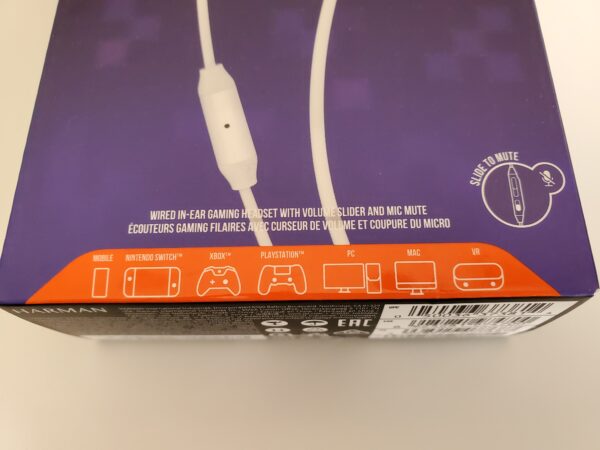 SLIDE TO MUTE
WIRED IN-EAR GAMING HEADSET WITH VOLUME SLIDER AND MIC MUTE
ÉCOUTEURS GAMING FILAIRES AVEC CURSEUR DE VOLUME ET COUPURE DU MICRO
MOBILE NINTENDO SWITCH™ XBOX™ PLAYSTATION™ PC MAC VR
HARMAN
EAC